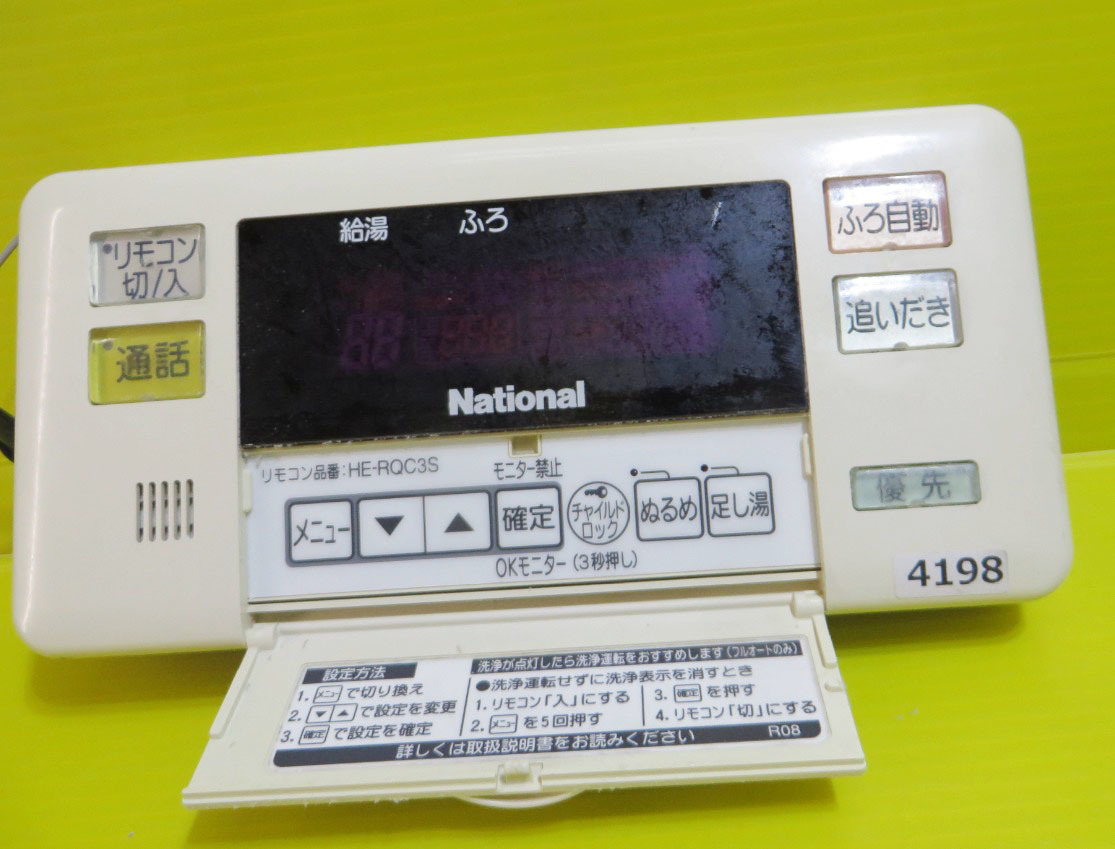 給湯 ふろ
リモコン
切/入
通話
ふろ自動
追いだき
National
リモコン品番:HE-RQC3S モニター禁止
メニュー ▼ ▲ 確定 チャイルド
ロック ぬるめ 足し湯
OKモニター(3秒押し)
優先
4198
設定方法
1. メニュー で切り換え
2. ▼ ▲ で設定を変更
3. 確定 で設定を確定
洗浄が点灯したら洗浄運転をおすすめします(フルオートのみ)
●洗浄運転せずに洗浄表示を消すとき
1. リモコン「入」にする
2. メニュー を5回押す
3. 確定 を押す
4. リモコン「切」にする
詳しくは取扱説明書をお読みください R08